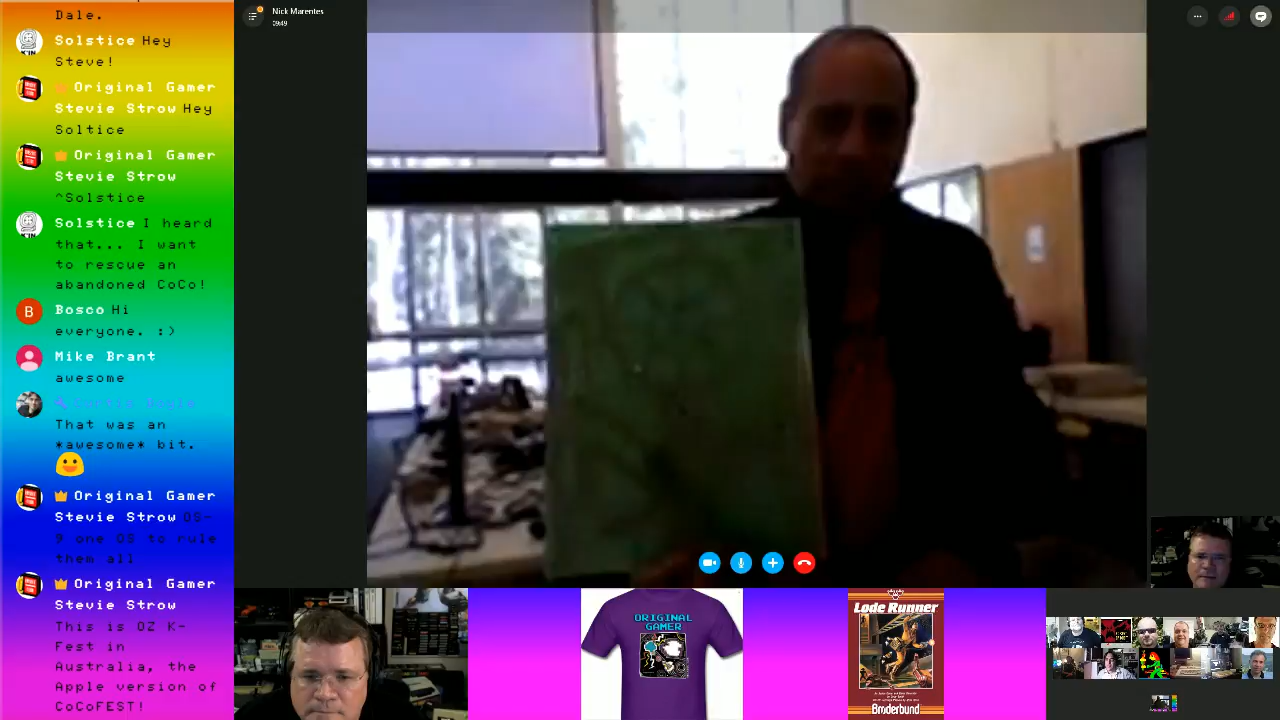 Dale.
Solstice Hey
Steve!
Original Gamer
Stevie Strow Hey
Soltice
Original Gamer
Stevie Strow
^Solstice
Solstice I heard
that... I want
to rescue an
abandoned CoCo!
B
Bosco Hi
everyone. :)
Mike Brant
awesome
That was an
*awesome* bit.
Original Gamer
Stevie Strow OS-
9 one OS to rule
them all
Original Gamer
Stevie Strow
This is OZ K-
Fest in
Australia, the
Apple version of
CoCoFEST!
Nick Marentes
09:49
ORIGINAL
GAMER
Lode Runner
Brøderbund